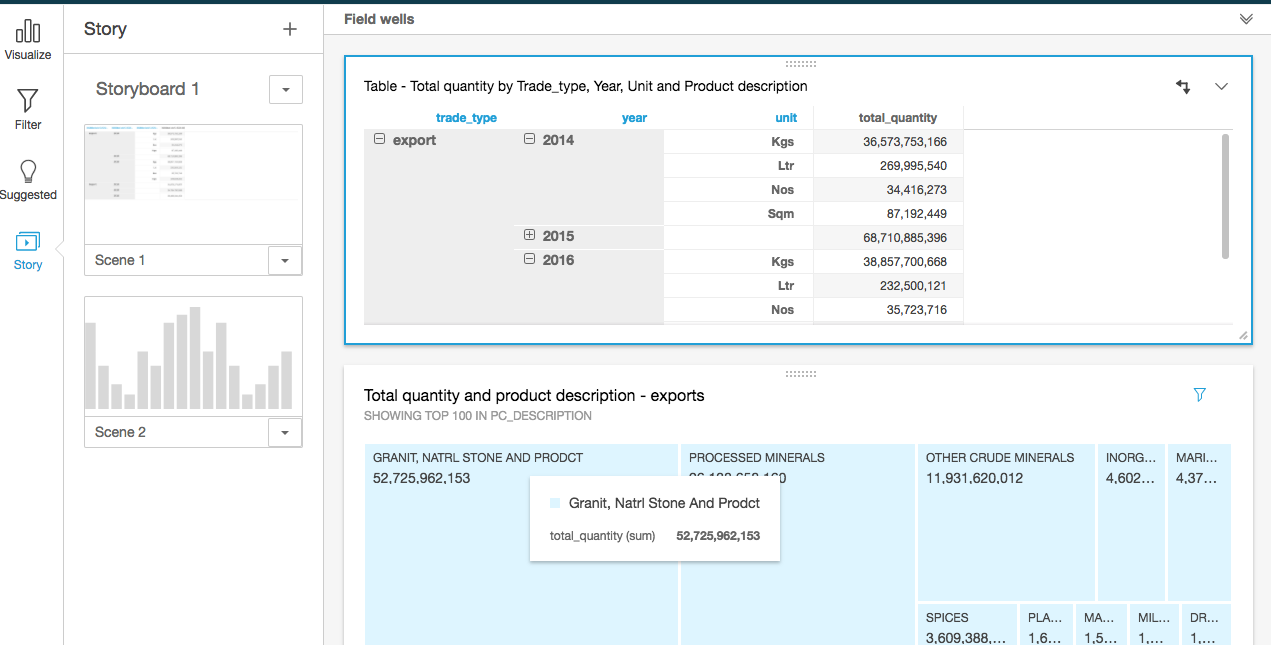 Visualize
Filter
Suggested
Story
Story
Storyboard 1
Scene 1
Scene 2
Field wells
Table - Total quantity by Trade_type, Year, Unit and Product description
trade_type year unit total_quantity
export 2014 Kgs 36,573,753,166
Ltr 269,995,540
Nos 34,416,273
Sqm 87,192,449
2015 68,710,885,396
2016 Kgs 38,857,700,668
Ltr 232,500,121
Nos 35,723,716
Total quantity and product description - exports
SHOWING TOP 100 IN PC_DESCRIPTION
GRANIT, NATRL STONE AND PRODCT
52,725,962,153
PROCESSED MINERALS
OTHER CRUDE MINERALS
11,931,620,012
INORG...
4,602...
MARI...
4,37...
Granit, Natrl Stone And Prodct
total_quantity (sum) 52,725,962,153
SPICES
3,609,388,...
PLA...
1,6...
MA...
1,5...
MIL...
1,...
DR...
1,...